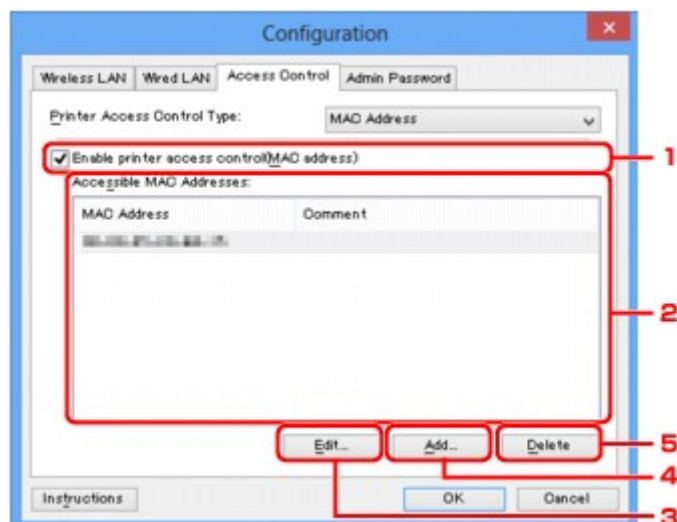 Configuration
Wireless LAN Wired LAN Access Control Admin Password
Printer Access Control Type: MAC Address
Enable printer access control(MAC address) 1
Accessible MAC Addresses:
MAC Address Comment
2
Edit... Add... Delete 5
4
Instructions OK Cancel
3